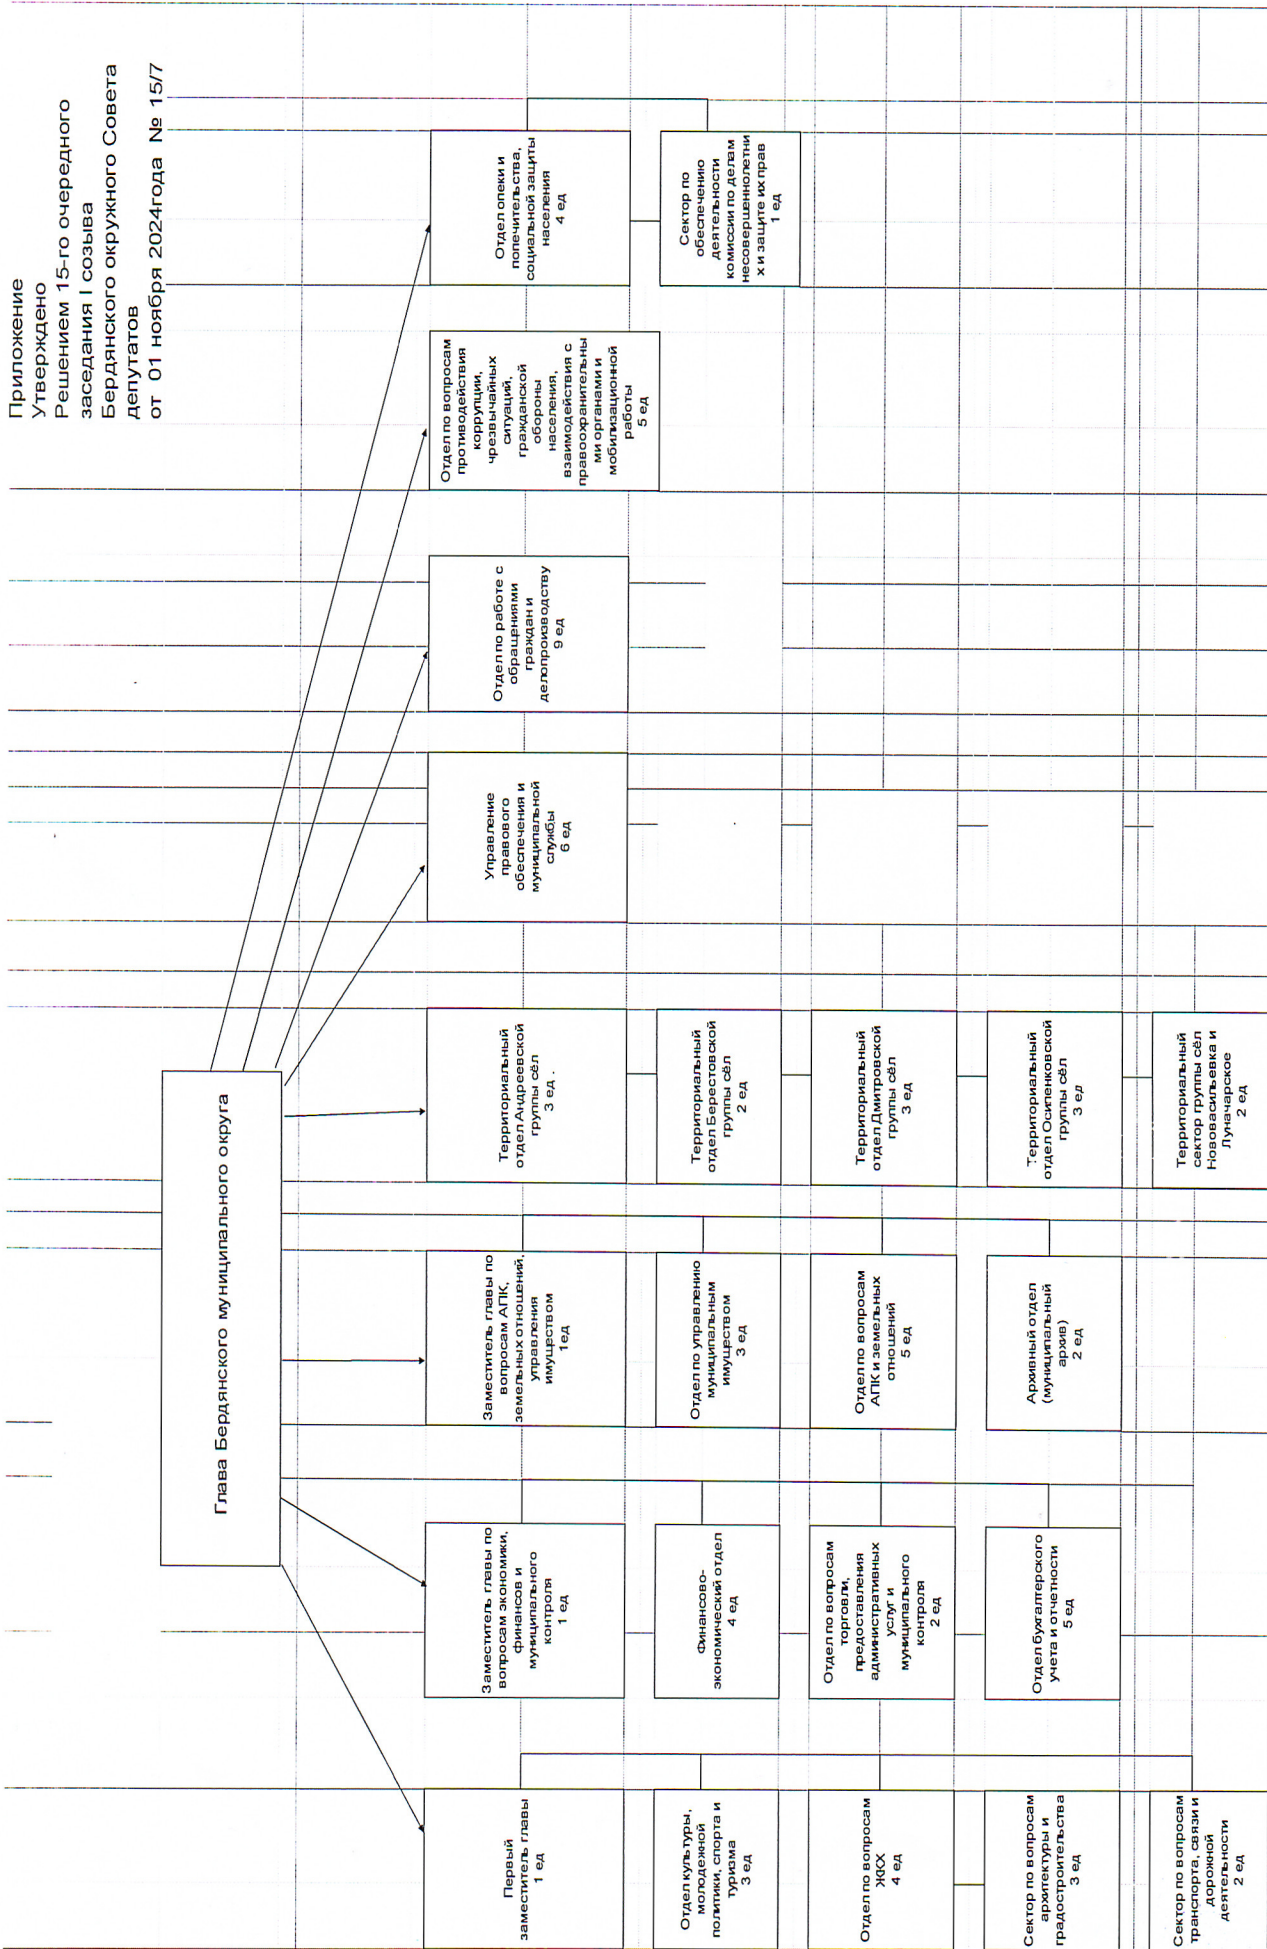 Приложение
Утверждено
Решением 15-го очередного
заседания I созыва
Бердянского окружного Совета
депутатов
от 01 ноября 2024года № 15/7
Глава Бердянского муниципального округа
Первый
заместитель главы
1 ед
Отдел культуры,
молодежной
политики, спорта и
туризма
3 ед
Отдел по вопросам
ЖКХ
4 ед
Сектор по вопросам
архитектуры и
градостроительства
3 ед
Сектор по вопросам
транспорта, связи и
дорожной
деятельности
2 ед
Заместитель главы по
вопросам экономики,
финансов и
муниципального
контроля
1 ед
Финансово-
экономический отдел
4 ед
Отдел по вопросам
торговли,
предоставления
административных
услуг и
муниципального
контроля
2 ед
Отдел бухгалтерского
учета и отчетности
5 ед
Заместитель главы по
вопросам АПК,
земельных отношений,
управления
имуществом
1ед
Отдел по управлению
муниципальным
имуществом
3 ед
Отдел по вопросам
АПК и земельных
отношений
5 ед
Архивный отдел
(муниципальный
архив)
2 ед
Территориальный
отдел Андреевской
группы сёл
3 ед .
Территориальный
отдел Берестовской
группы сёл
2 ед
Территориальный
отдел Дмитровской
группы сёл
3 ед
Территориальный
отдел Осипенковской
группы сёл
3 ед
Территориальный
сектор группы сёл
Нововасильевка и
Луначарское
2 ед
Управление
правового
обеспечения и
муниципальной
службы
6 ед
Отдел по работе с
обращениями
граждан и
делопроизводству
9 ед
Отдел по вопросам
противодействия
коррупции,
чрезвычайных
ситуаций,
гражданской
обороны
населения,
взаимодействия с
правоохранительны
ми органами и
мобилизационной
работы
5 ед
Отдел опеки и
попечительства,
социальной защиты
населения
4 ед
Сектор по
обеспечению
деятельности
комиссии по делам
несовершеннолетни
х и защите их прав
1 ед